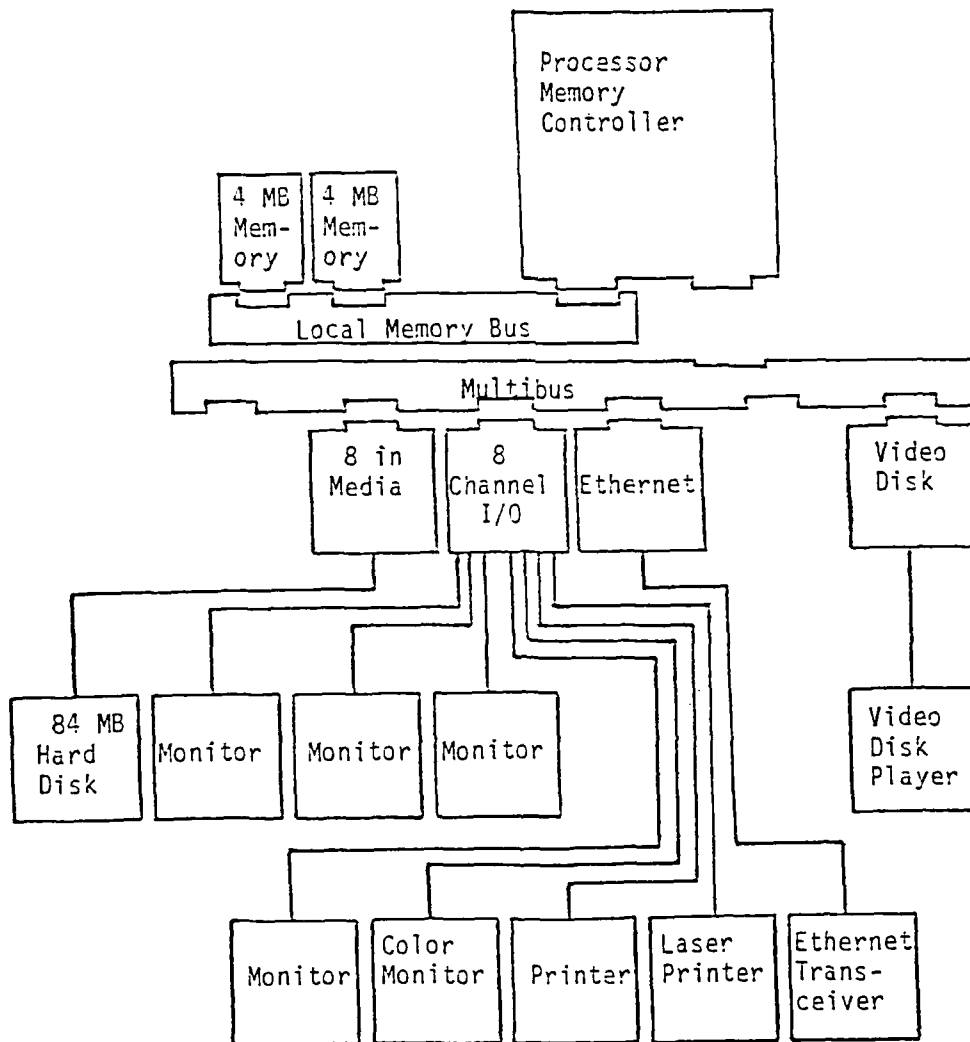 Processor
Memory
Controller
4 MB
Mem-
ory
4 MB
Mem-
ory
Local Memory Bus
Multibus
8 in
Media
8
Channel
I/O
Ethernet
Video
Disk
84 MB
Hard
Disk
Monitor
Monitor
Monitor
Video
Disk
Player
Monitor
Color
Monitor
Printer
Laser
Printer
Ethernet
Trans-
ceiver